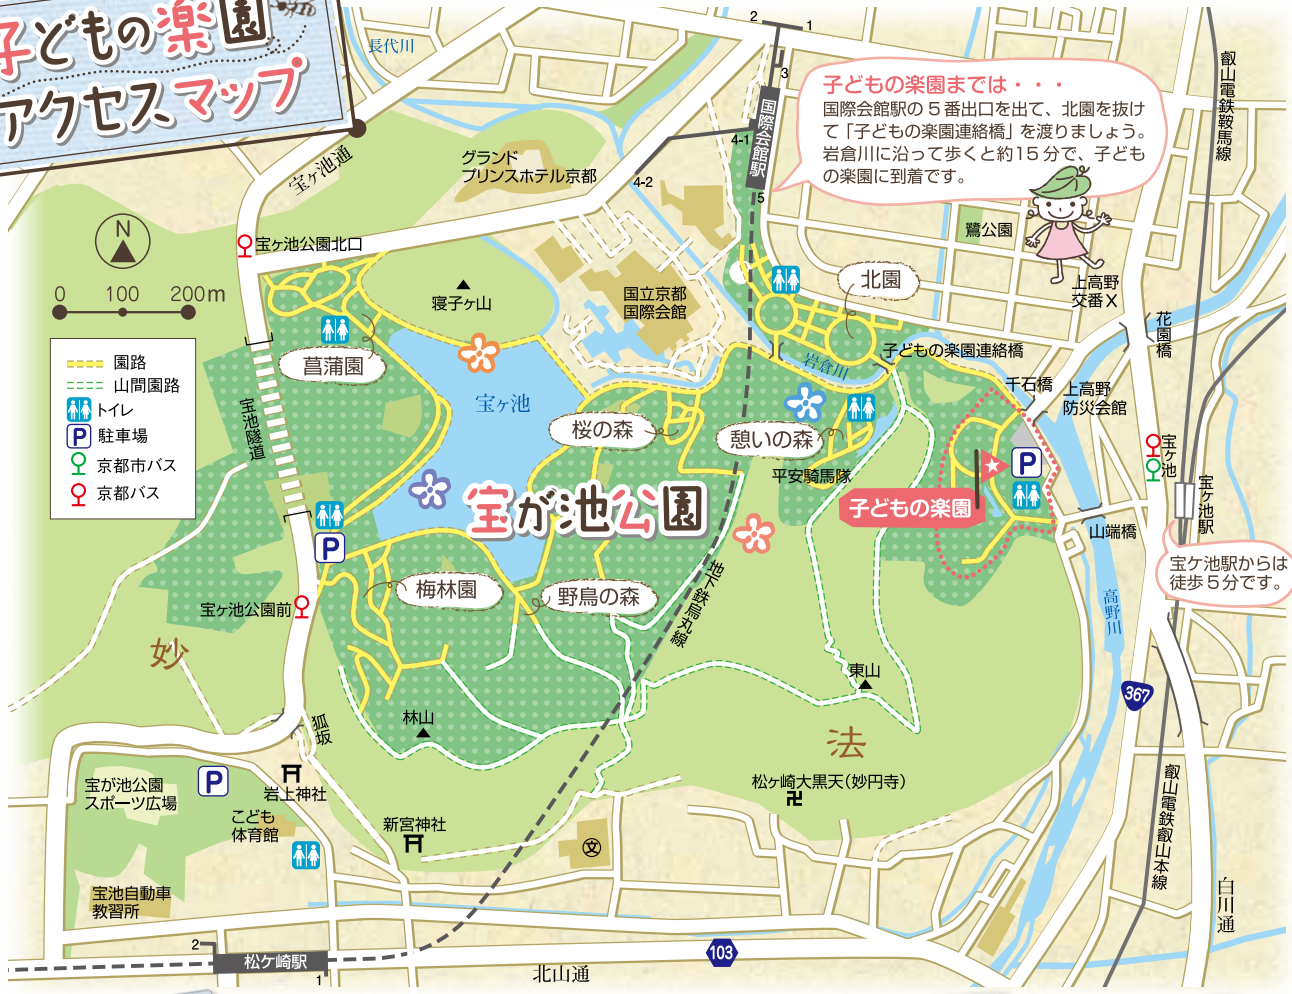 子どもの楽園
アクセスマップ
長代川
宝ヶ池通
グランド
プリンスホテル京都
2
1
3
国際会館駅
4-1
4-2
5
子どもの楽園までは・・・
国際会館駅の5番出口を出て、北園を抜け
て「子どもの楽園連絡橋」を渡りましょう。
岩倉川に沿って歩くと約15分で、子ども
の楽園に到着です。
叡山電鉄鞍馬線
鷺公園
上高野
交番X
花園橋
N
0 100 200m
宝ヶ池公園北口
寝子ヶ山
国立京都
国際会館
北園
子どもの楽園連絡橋
岩倉川
千石橋
上高野
防災会館
園路
山間園路
トイレ
P 駐車場
京都市バス
京都バス
菖蒲園
宝ヶ池
桜の森
憩いの森
平安騎馬隊
宝池隧道
宝が池公園
子どもの楽園
P
宝ヶ池
宝ヶ池駅
山端橋
宝ケ池駅からは
徒歩5分です。
P
梅林園
野鳥の森
地下鉄烏丸線
高野川
宝ヶ池公園前
妙
東山
367
林山
狐坂
法
宝が池公園
スポーツ広場
P
岩上神社
松ヶ崎大黒天(妙円寺)
卍
こども
体育館
新宮神社
文
叡山電鉄叡山本線
宝池自動車
教習所
白川通
2
松ケ崎駅
1
103
北山通